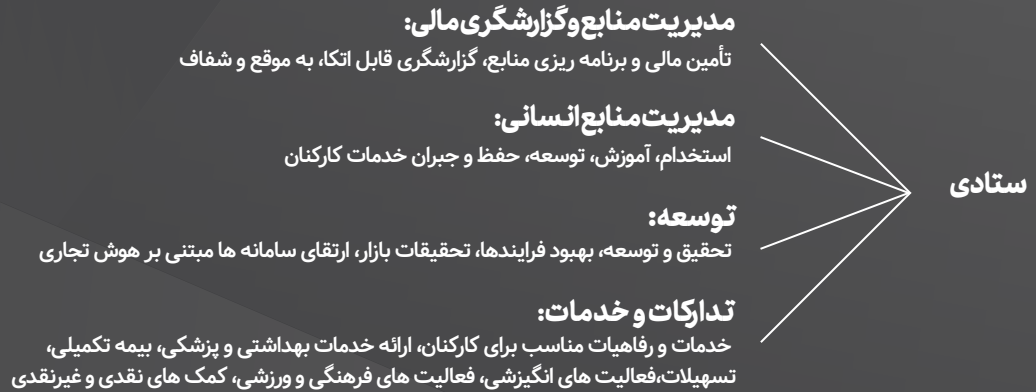 ستادی
مدیریت منابع و گزارشگری مالی:
تأمین مالی و برنامه ریزی منابع، گزارشگری قابل اتکا، به موقع و شفاف
مدیریت منابع انسانی:
استخدام، آموزش، توسعه، حفظ و جبران خدمات کارکنان
توسعه:
تحقیق و توسعه، بهبود فرایندها، تحقیقات بازار، ارتقای سامانه ها مبتنی بر هوش تجاری
تدارکات و خدمات:
خدمات و رفاهیات مناسب برای کارکنان، ارائه خدمات بهداشتی و پزشکی، بیمه تکمیلی،
تسهیلات،فعالیت های انگیزشی، فعالیت های فرهنگی و ورزشی، کمک های نقدی و غیرنقدی